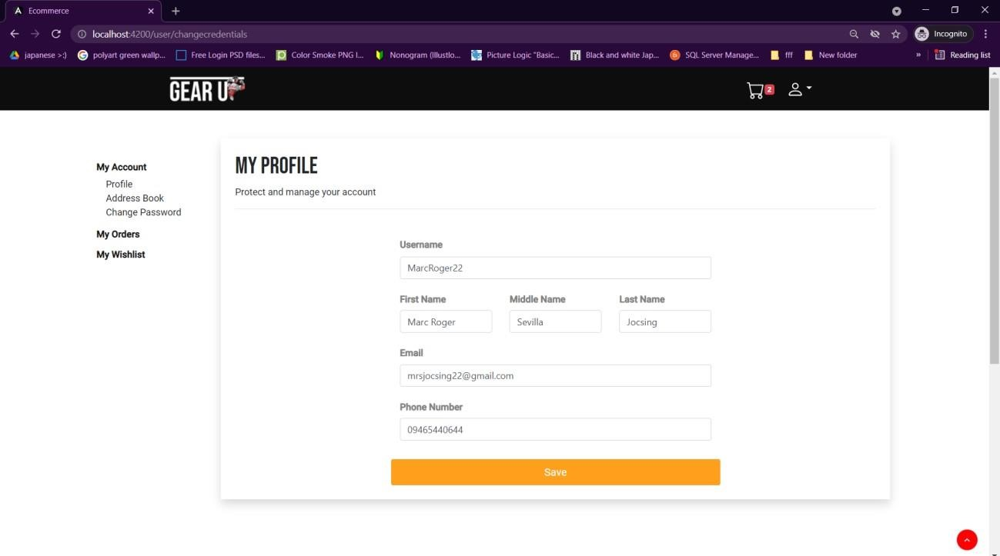 Ecommerce
localhost:4200/user/changecredentials
Incognito
japanese >:)
polyart green wallp...
Free Login PSD files...
Color Smoke PNG I...
Nonogram (Illustlo...
Picture Logic "Basic...
Black and white Jap...
SQL Server Manage...
fff
New folder
»
Reading list
GEAR UP
2
My Account
Profile
Address Book
Change Password
My Orders
My Wishlist
MY PROFILE
Protect and manage your account
Username
MarcRoger22
First Name Middle Name Last Name
Marc Roger Sevilla Jocsing
Email
mrsjocsing22@gmail.com
Phone Number
09465440644
Save